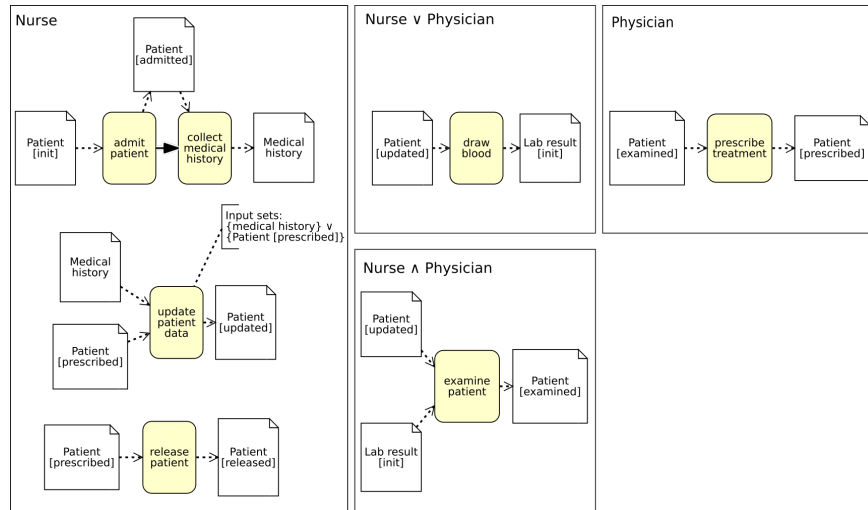 Nurse
Patient
[admitted]
Patient
[init]
admit
patient
collect
medical
history
Medical
history
Input sets:
{medical history} ∨
{Patient [prescribed]}
Medical
history
Patient
[prescribed]
update
patient
data
Patient
[updated]
Patient
[prescribed]
release
patient
Patient
[released]
Nurse ∨ Physician
Patient
[updated]
draw
blood
Lab result
[init]
Nurse ∧ Physician
Patient
[updated]
Lab result
[init]
examine
patient
Patient
[examined]
Physician
Patient
[examined]
prescribe
treatment
Patient
[prescribed]